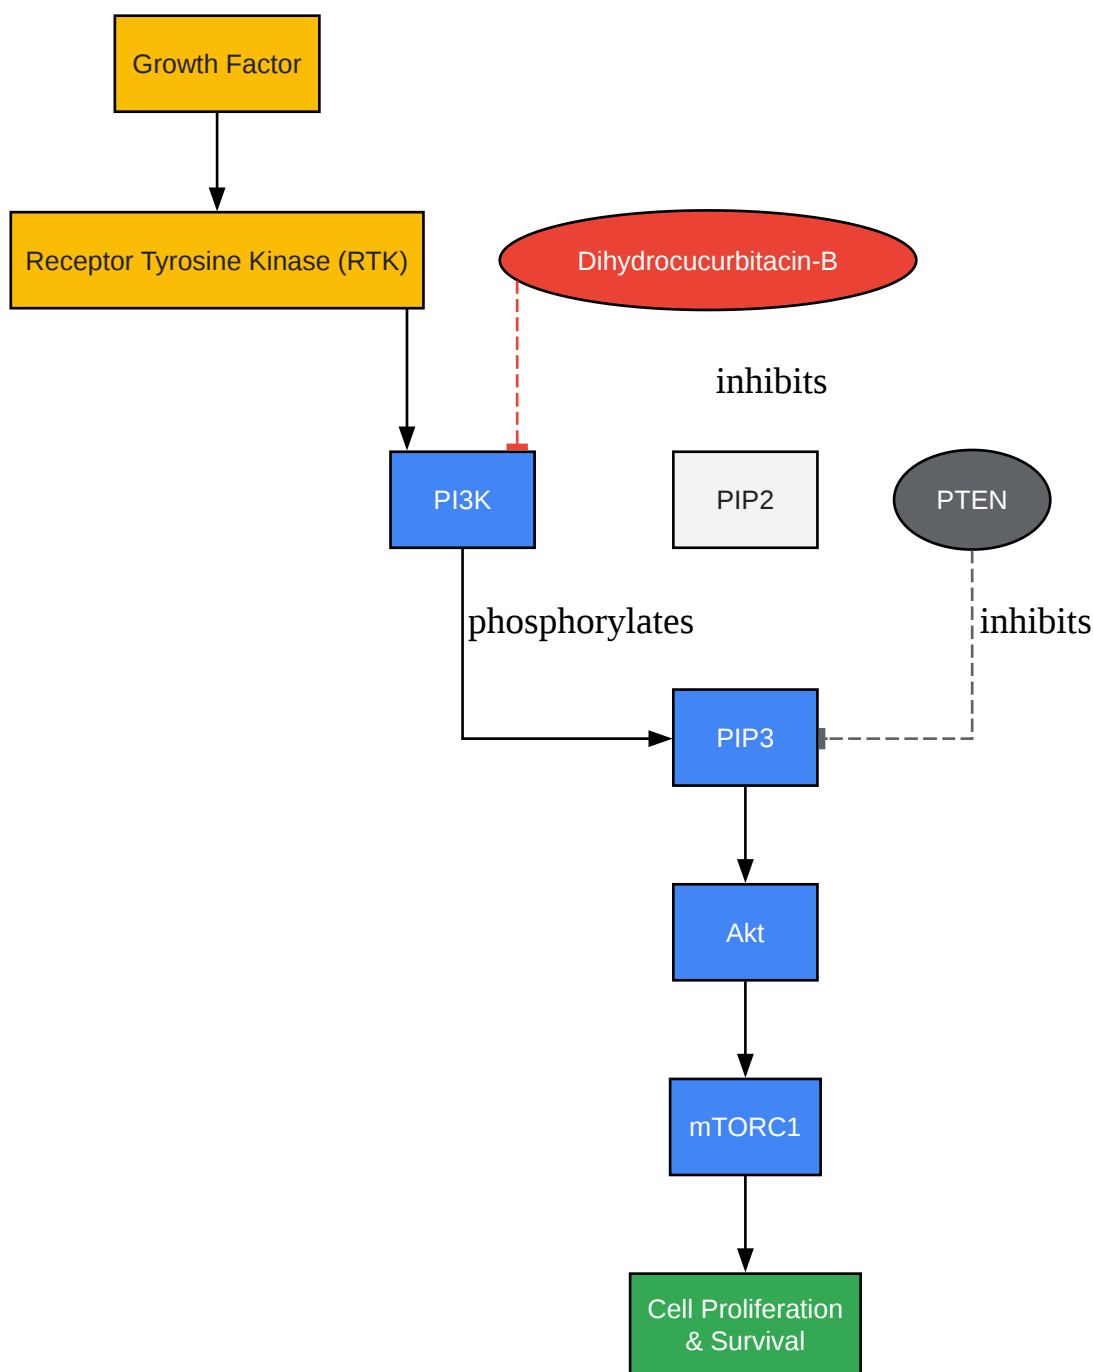 Growth Factor
Receptor Tyrosine Kinase (RTK)
Dihydrocucurbitacin-B
inhibits
PI3K
PIP2
PTEN
phosphorylates
inhibits
PIP3
Akt
mTORC1
Cell Proliferation
& Survival